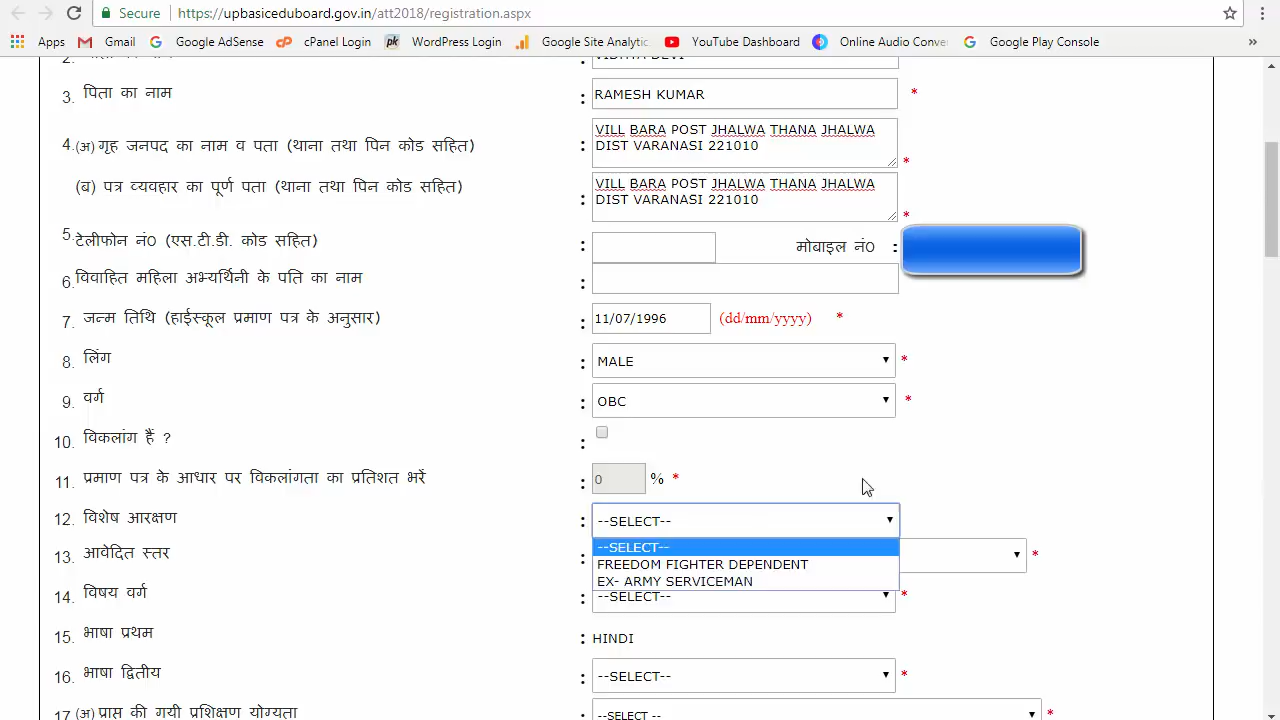 Secure https://upbasiceduboard.gov.in/att2018/registration.aspx
Apps Gmail Google AdSense cPanel Login WordPress Login Google Site Analytic YouTube Dashboard Online Audio Conve Google Play Console »
2. : VIDHYA DEVI
3. पिता का नाम : RAMESH KUMAR *
4.(अ) गृह जनपद का नाम व पता (थाना तथा पिन कोड सहित) : VILL BARA POST JHALWA THANA JHALWA
DIST VARANASI 221010 *
(ब) पत्र व्यवहार का पूर्ण पता (थाना तथा पिन कोड सहित) : VILL BARA POST JHALWA THANA JHALWA
DIST VARANASI 221010 *
5. टेलीफोन नं0 (एस.टी.डी. कोड सहित) : मोबाइल नं0 :
6. विवाहित महिला अभ्यर्थिनी के पति का नाम :
7. जन्म तिथि (हाईस्कूल प्रमाण पत्र के अनुसार) : 11/07/1996 (dd/mm/yyyy) *
8. लिंग : MALE *
9. वर्ग : OBC *
10. विकलांग हैं ? :
11. प्रमाण पत्र के आधार पर विकलांगता का प्रतिशत भरें : 0 % *
12. विशेष आरक्षण : --SELECT--
--SELECT--
FREEDOM FIGHTER DEPENDENT
EX- ARMY SERVICEMAN
13. आवेदित स्तर : *
14. विषय वर्ग : --SELECT-- *
15. भाषा प्रथम : HINDI
16. भाषा द्वितीय : --SELECT-- *
17.(अ) प्राप्त की गयी प्रशिक्षण योग्यता : --SELECT -- *